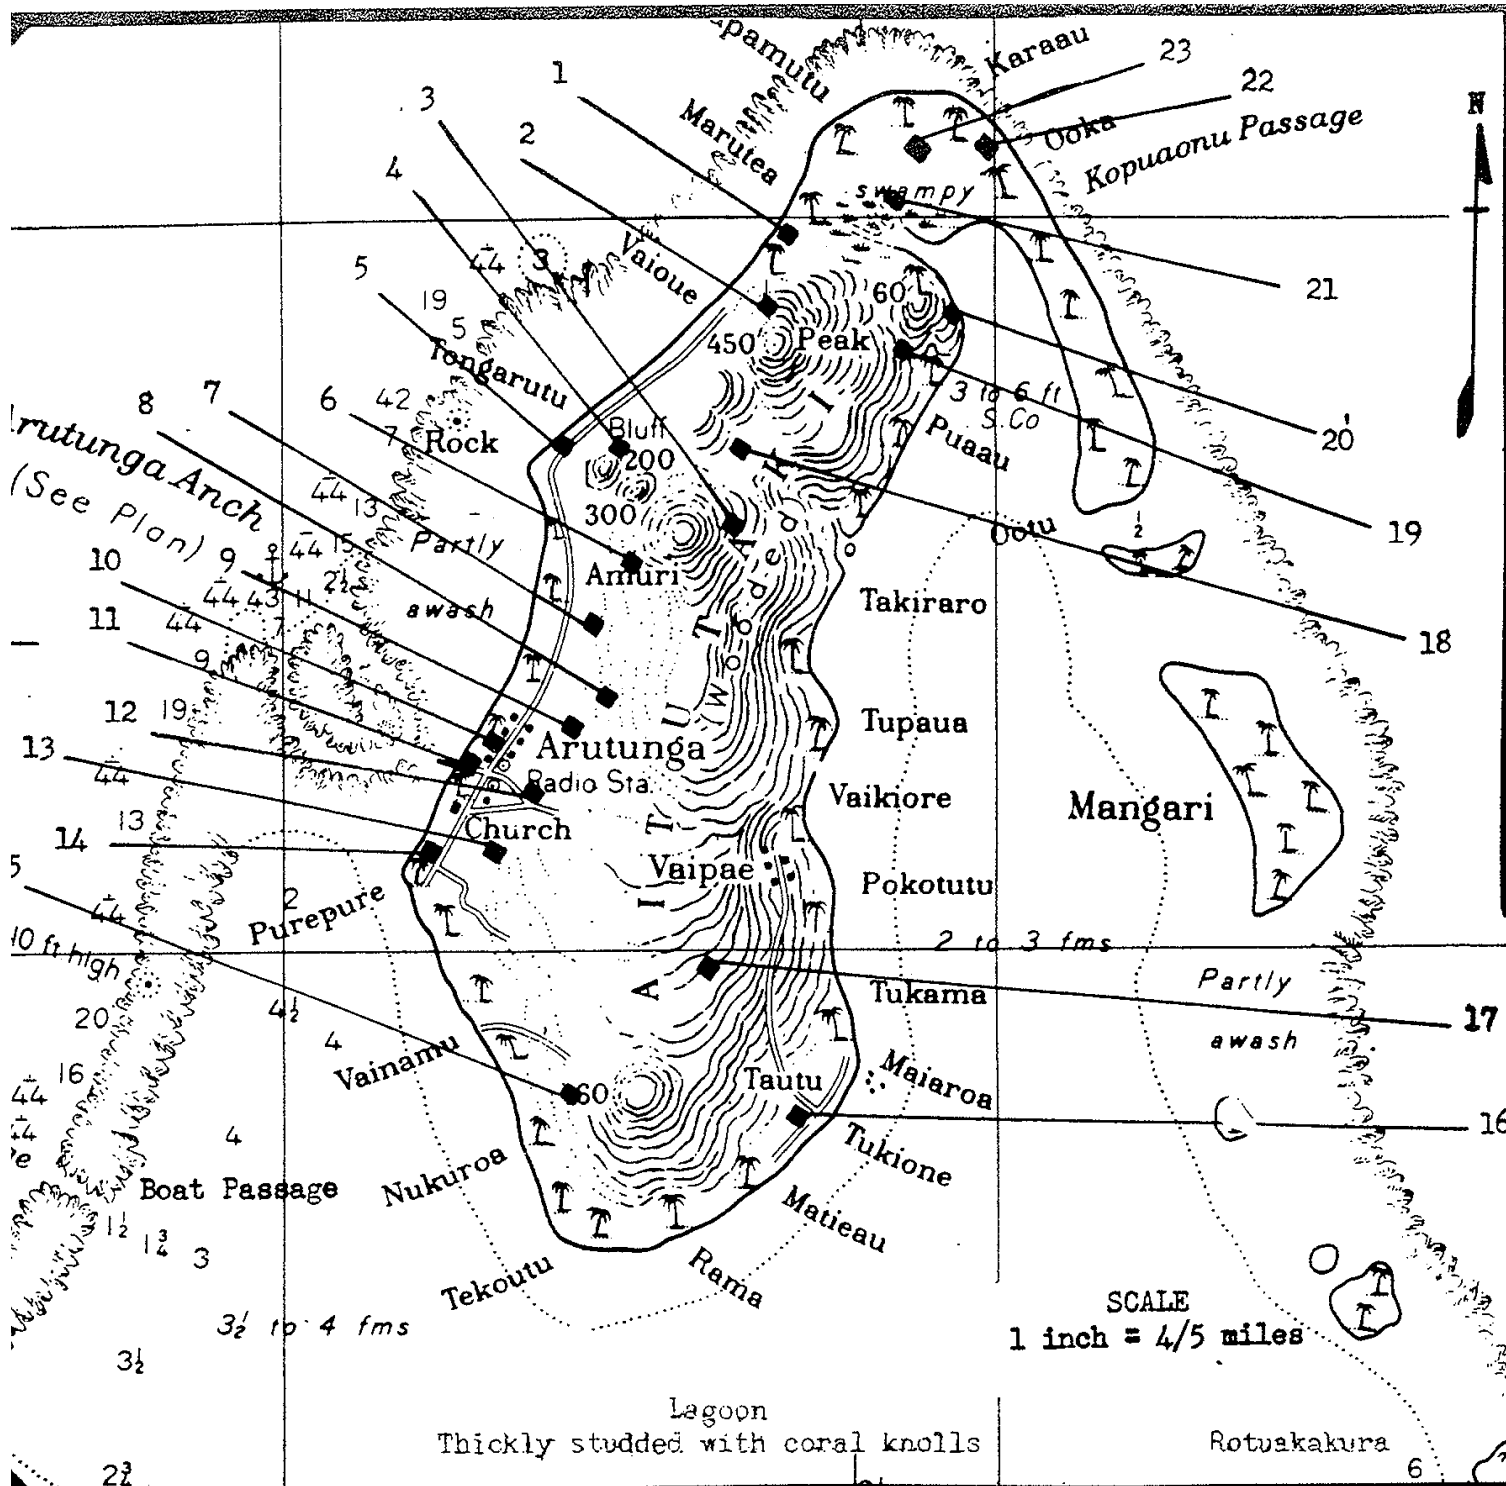 Karaau
23
1
22
N
3
Marutea
2
Ooka
Kopuaonu Passage
4
swampy
Vaioue
44
3
5
21
19
60
5
450
Peak
Tongarutu
3 to 6 ft
S.Co
7
8
6
42
Bluff
Puaau
20
7
Rock
200
Arutunga Anch
(See Plan)
44
13
300
Ootu
½
19
Partly
9
44
15
10
Amuri
2½
Wooded
Takiraro
44
43
11
awash
18
11
44
7
9
12
19
Tupaua
13
Arutunga
44
Radio Sta.
Vaikiore
Mangari
13
Church
14
Vaipae
Pokotutu
5
2
Purepure
44
AITUTAKI
2 to 3 fms
10 ft high
Partly
Tukama
20
4½
17
4
awash
Vainamu
16
Tautu
Maiaroa
44
60
44
4
16
Tukione
Nukuroa
Boat Passage
Matieau
1½
1¾
3
Rama
Tekoutu
SCALE
3½ to 4 fms
1 inch = 4/5 miles
3½
Lagoon
Thickly studded with coral knolls
Rotuakakura
6
2¾